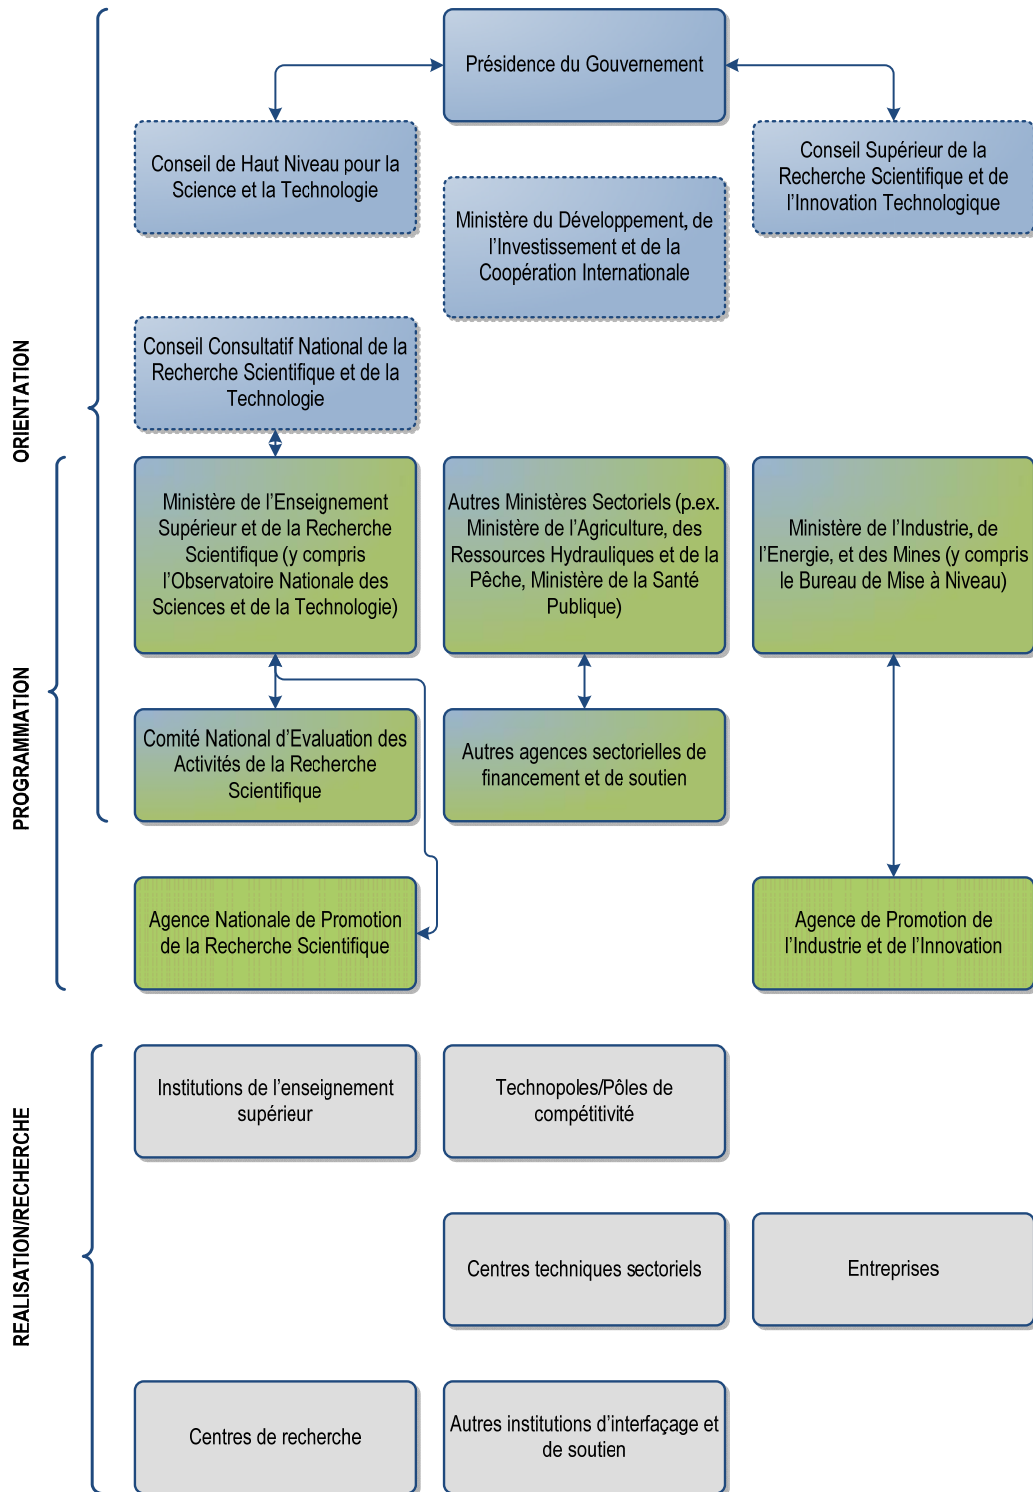 Présidence du Gouvernement
Conseil de Haut Niveau pour la
Science et la Technologie
Conseil Supérieur de la
Recherche Scientifique et de
l’Innovation Technologique
Ministère du Développement, de
l’Investissement et de la
Coopération Internationale
ORIENTATION
Conseil Consultatif National de la
Recherche Scientifique et de la
Technologie
PROGRAMMATION
Ministère de l’Enseignement
Supérieur et de la Recherche
Scientifique (y compris
l’Observatoire Nationale des
Sciences et de la Technologie)
Autres Ministères Sectoriels (p.ex.
Ministère de l’Agriculture, des
Ressources Hydrauliques et de la
Pêche, Ministère de la Santé
Publique)
Ministère de l’Industrie, de
l’Energie, et des Mines (y compris
le Bureau de Mise à Niveau)
Comité National d’Evaluation des
Activités de la Recherche
Scientifique
Autres agences sectorielles de
financement et de soutien
Agence Nationale de Promotion
de la Recherche Scientifique
Agence de Promotion de
l’Industrie et de l’Innovation
REALISATION/RECHERCHE
Institutions de l’enseignement
supérieur
Technopoles/Pôles de
compétitivité
Centres techniques sectoriels
Entreprises
Centres de recherche
Autres institutions d’interfaçage et
de soutien